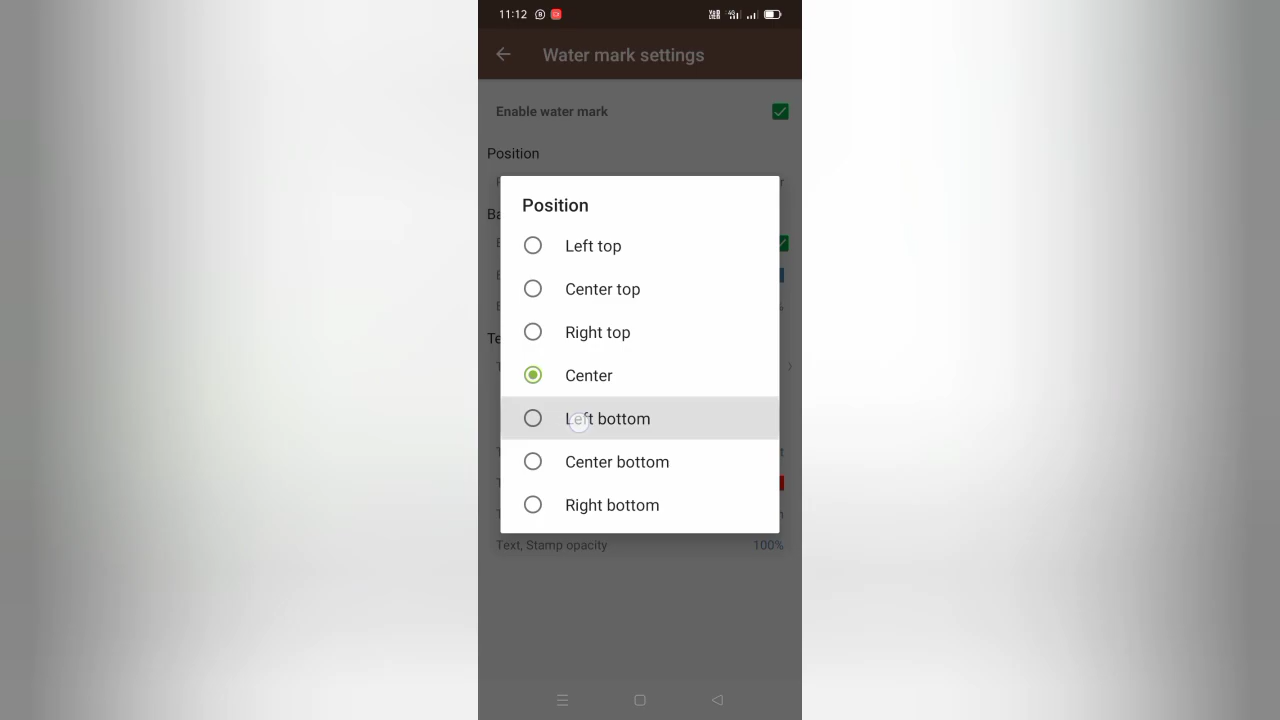 11:12
Water mark settings
Enable water mark
Position
Position
Left top
Center top
Right top
Center
Left bottom
Center bottom
Right bottom
Text, Stamp opacity 100%